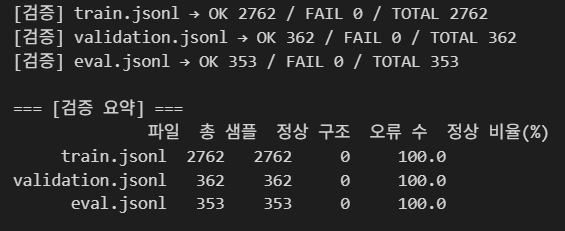 [검증] train.jsonl → OK 2762 / FAIL 0 / TOTAL 2762
[검증] validation.jsonl → OK 362 / FAIL 0 / TOTAL 362
[검증] eval.jsonl → OK 353 / FAIL 0 / TOTAL 353
=== [검증 요약] ===
파일 총 샘플 정상 구조 오류 수 정상 비율(%)
train.jsonl 2762 2762 0 100.0
validation.jsonl 362 362 0 100.0
eval.jsonl 353 353 0 100.0